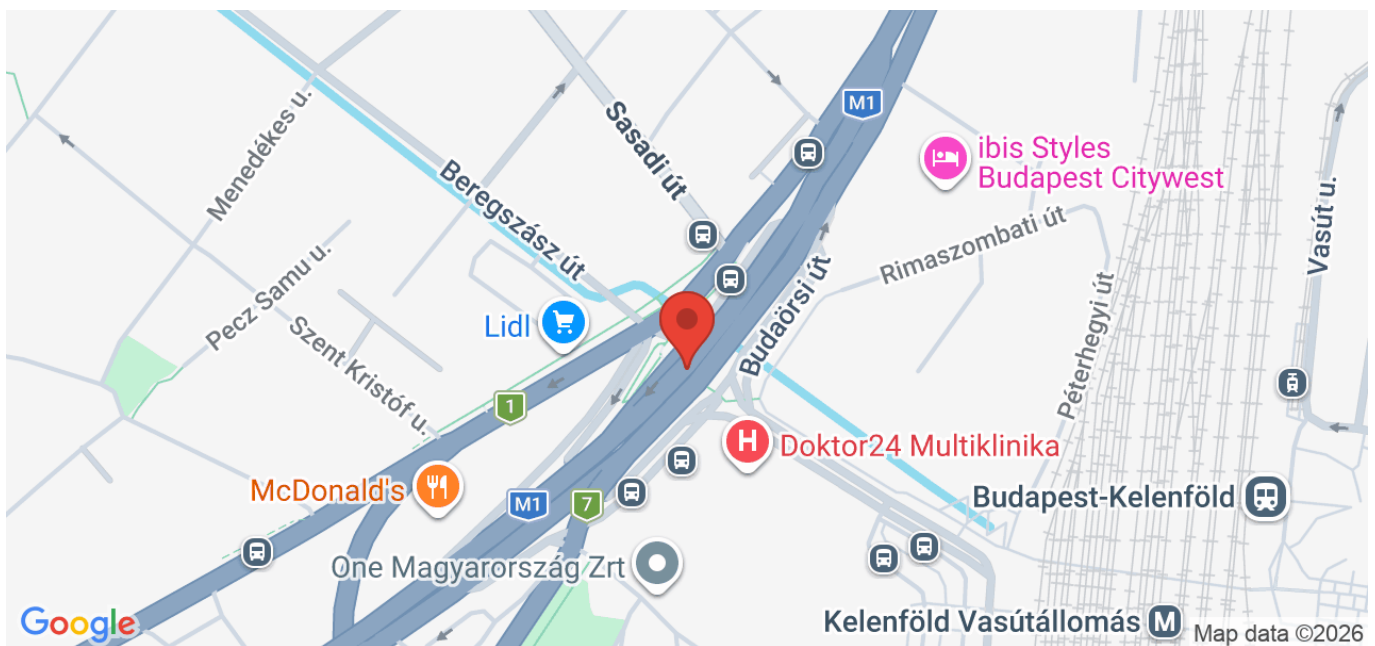 M1
Sasadi út
ibis Styles
Budapest Citywest
Menedékes u.
Beregszász út
Vasút u.
Rimaszombati út
Pecz Samu u.
Budaörsi út
Péterhegyi út
Lidl
Szent Kristóf u.
1
H
Doktor24 Multiklinika
McDonald's
M1
7
Budapest-Kelenföld
One Magyarország Zrt
Google
Kelenföld Vasútállomás M
Map data ©2026